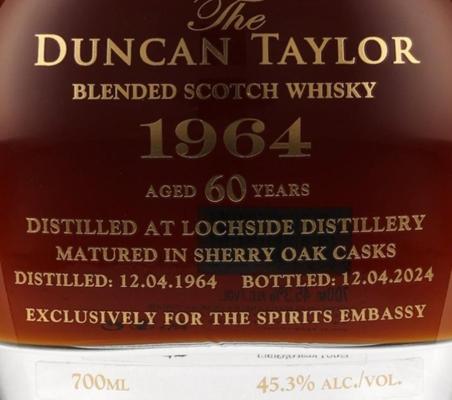 The
DUNCAN TAYLOR
BLENDED SCOTCH WHISKY
1964
AGED 60 YEARS
DISTILLED AT LOCHSIDE DISTILLERY
MATURED IN SHERRY OAK CASKS
DISTILLED: 12.04.1964 BOTTLED: 12.04.2024
EXCLUSIVELY FOR THE SPIRITS EMBASSY
700ML 45.3% ALC./VOL.